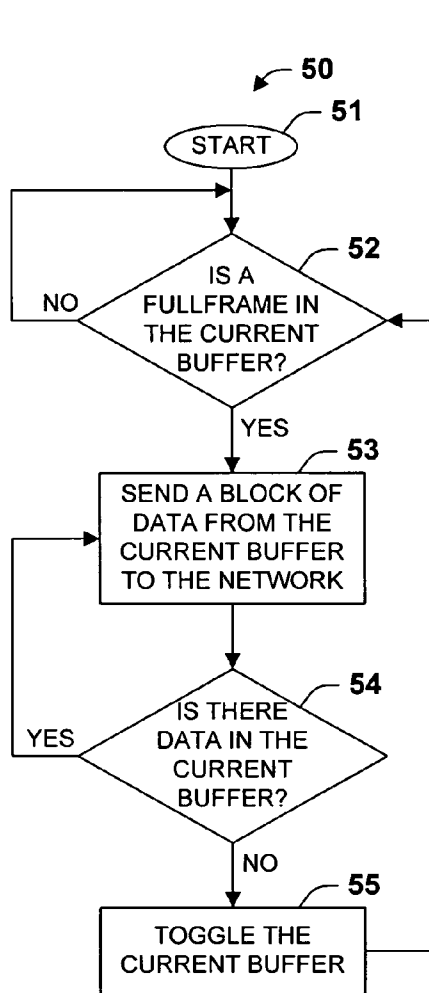 50
51
START
52
IS A
FULLFRAME IN
THE CURRENT
BUFFER?
NO
YES
53
SEND A BLOCK OF
DATA FROM THE
CURRENT BUFFER
TO THE NETWORK
54
IS THERE
DATA IN THE
CURRENT
BUFFER?
YES
NO
55
TOGGLE THE
CURRENT BUFFER